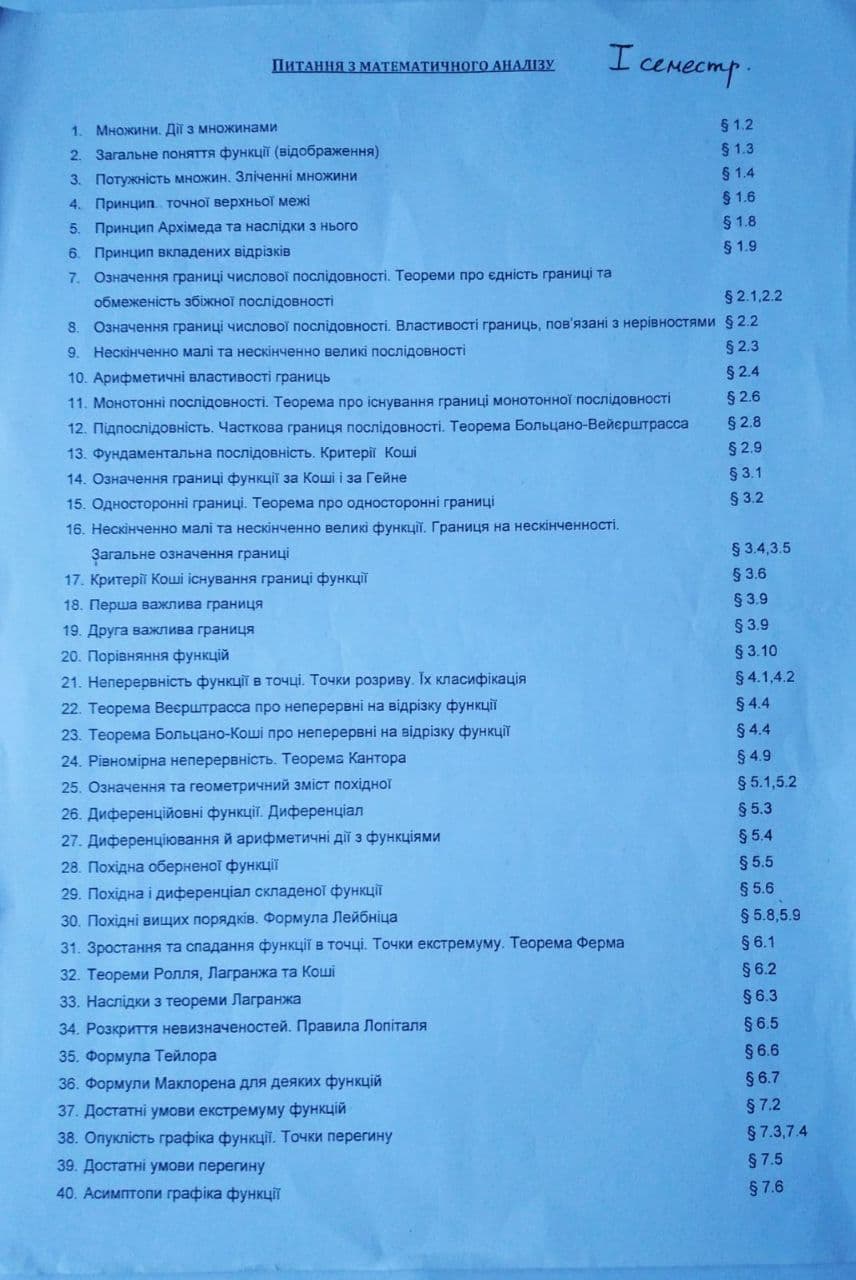 ПИТАННЯ З МАТЕМАТИЧНОГО АНАЛІЗУ I семестр.
1. Множини. Дії з множинами § 1.2
2. Загальне поняття функції (відображення) § 1.3
3. Потужність множин. Зліченні множини § 1.4
4. Принцип точної верхньої межі § 1.6
5. Принцип Архімеда та наслідки з нього § 1.8
6. Принцип вкладених відрізків § 1.9
7. Означення границі числової послідовності. Теореми про єдність границі та
обмеженість збіжної послідовності § 2.1,2.2
8. Означення границі числової послідовності. Властивості границь, пов'язані з нерівностями § 2.2
9. Нескінченно малі та нескінченно великі послідовності § 2.3
10. Арифметичні властивості границь § 2.4
11. Монотонні послідовності. Теорема про існування границі монотонної послідовності § 2.6
12. Підпослідовність. Часткова границя послідовності. Теорема Больцано-Вейєрштрасса § 2.8
13. Фундаментальна послідовність. Критерії Коші § 2.9
14. Означення границі функції за Коші і за Гейне § 3.1
15. Односторонні границі. Теорема про односторонні границі § 3.2
16. Нескінченно малі та нескінченно великі функції. Границя на нескінченності.
Загальне означення границі § 3.4,3.5
17. Критерії Коші існування границі функції § 3.6
18. Перша важлива границя § 3.9
19. Друга важлива границя § 3.9
20. Порівняння функцій § 3.10
21. Неперервність функції в точці. Точки розриву. Їх класифікація § 4.1,4.2
22. Теорема Веєрштрасса про неперервні на відрізку функції § 4.4
23. Теорема Больцано-Коші про неперервні на відрізку функції § 4.4
24. Рівномірна неперервність. Теорема Кантора § 4.9
25. Означення та геометричний зміст похідної § 5.1,5.2
26. Диференційовні функції. Диференціал § 5.3
27. Диференціювання й арифметичні дії з функціями § 5.4
28. Похідна оберненої функції § 5.5
29. Похідна і диференціал складеної функції § 5.6
30. Похідні вищих порядків. Формула Лейбніца § 5.8,5.9
31. Зростання та спадання функції в точці. Точки екстремуму. Теорема Ферма § 6.1
32. Теореми Ролля, Лагранжа та Коші § 6.2
33. Наслідки з теореми Лагранжа § 6.3
34. Розкриття невизначеностей. Правила Лопіталя § 6.5
35. Формула Тейлора § 6.6
36. Формули Маклорена для деяких функцій § 6.7
37. Достатні умови екстремуму функцій § 7.2
38. Опуклість графіка функції. Точки перегину § 7.3,7.4
39. Достатні умови перегину § 7.5
40. Асимптопи графіка функції § 7.6